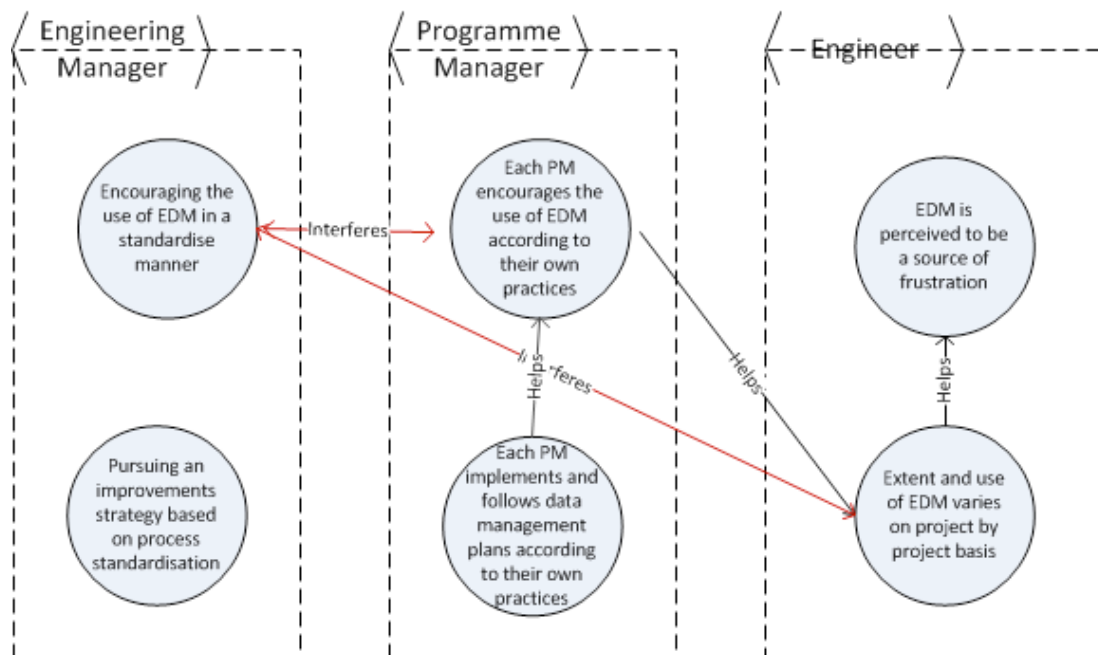 Engineering
Manager
Programme
Manager
Engineer
Encouraging the
use of EDM in a
standardise
manner
Interferes
Each PM
encourages the
use of EDM
according to
their own
practices
EDM is
perceived to be
a source of
frustration
Helps
Interferes
Helps
Helps
Pursuing an
improvements
strategy based
on process
standardisation
Each PM
implements and
follows data
management
plans according
to their own
practices
Extent and use
of EDM varies
on project by
project basis